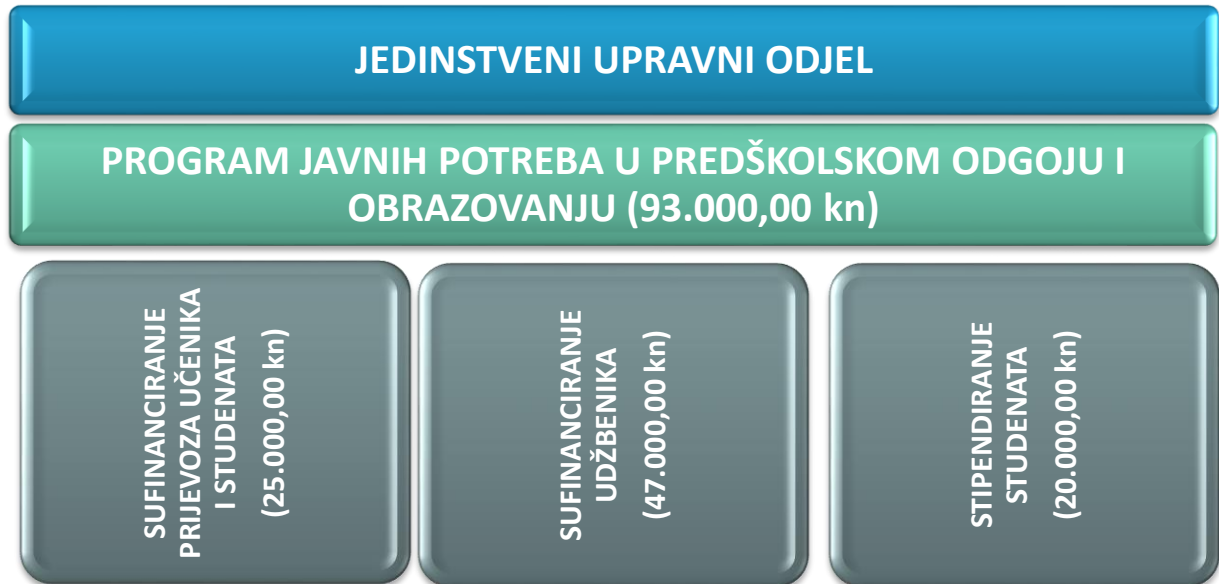 JEDINSTVENI UPRAVNI ODJEL
PROGRAM JAVNIH POTREBA U PREDŠKOLSKOM ODGOJU I
OBRAZOVANJU (93.000,00 kn)
SUFINANCIRANJE
PRIJEVOZA UČENIKA
I STUDENATA
(25.000,00 kn)
SUFINANCIRANJE
UDŽBENIKA
(47.000,00 kn)
STIPENDIRANJE
STUDENATA
(20.000,00 kn)